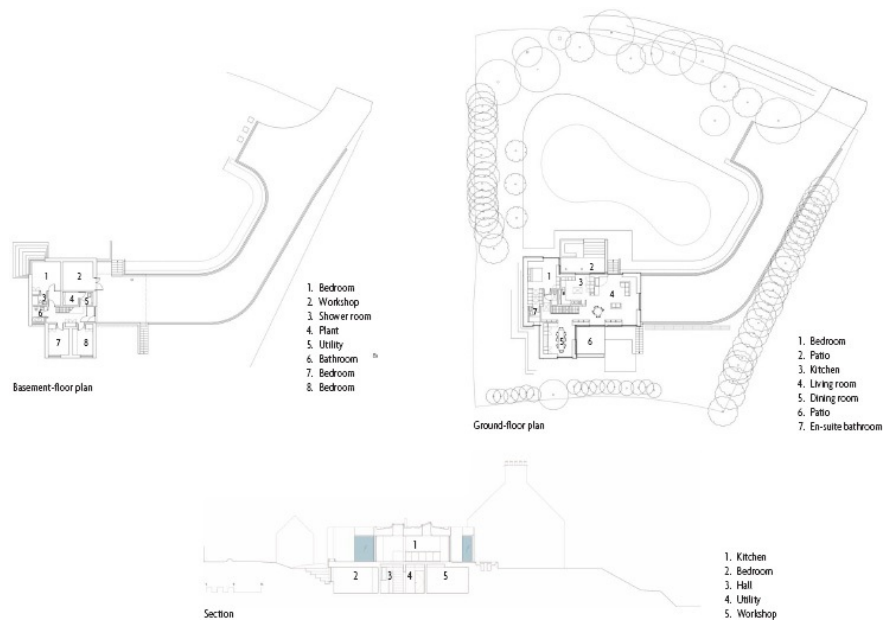 1
2
3
4
5
6
7
8
1. Bedroom
2. Workshop
3. Shower room
4. Plant
5. Utility
6. Bathroom
7. Bedroom
8. Bedroom
Basement-floor plan
1
2
3
4
5
6
7
1. Bedroom
2. Patio
3. Kitchen
4. Living room
5. Dining room
6. Patio
7. En-suite bathroom
Ground-floor plan
1
2
3
4
5
1. Kitchen
2. Bedroom
3. Hall
4. Utility
5. Workshop
Section